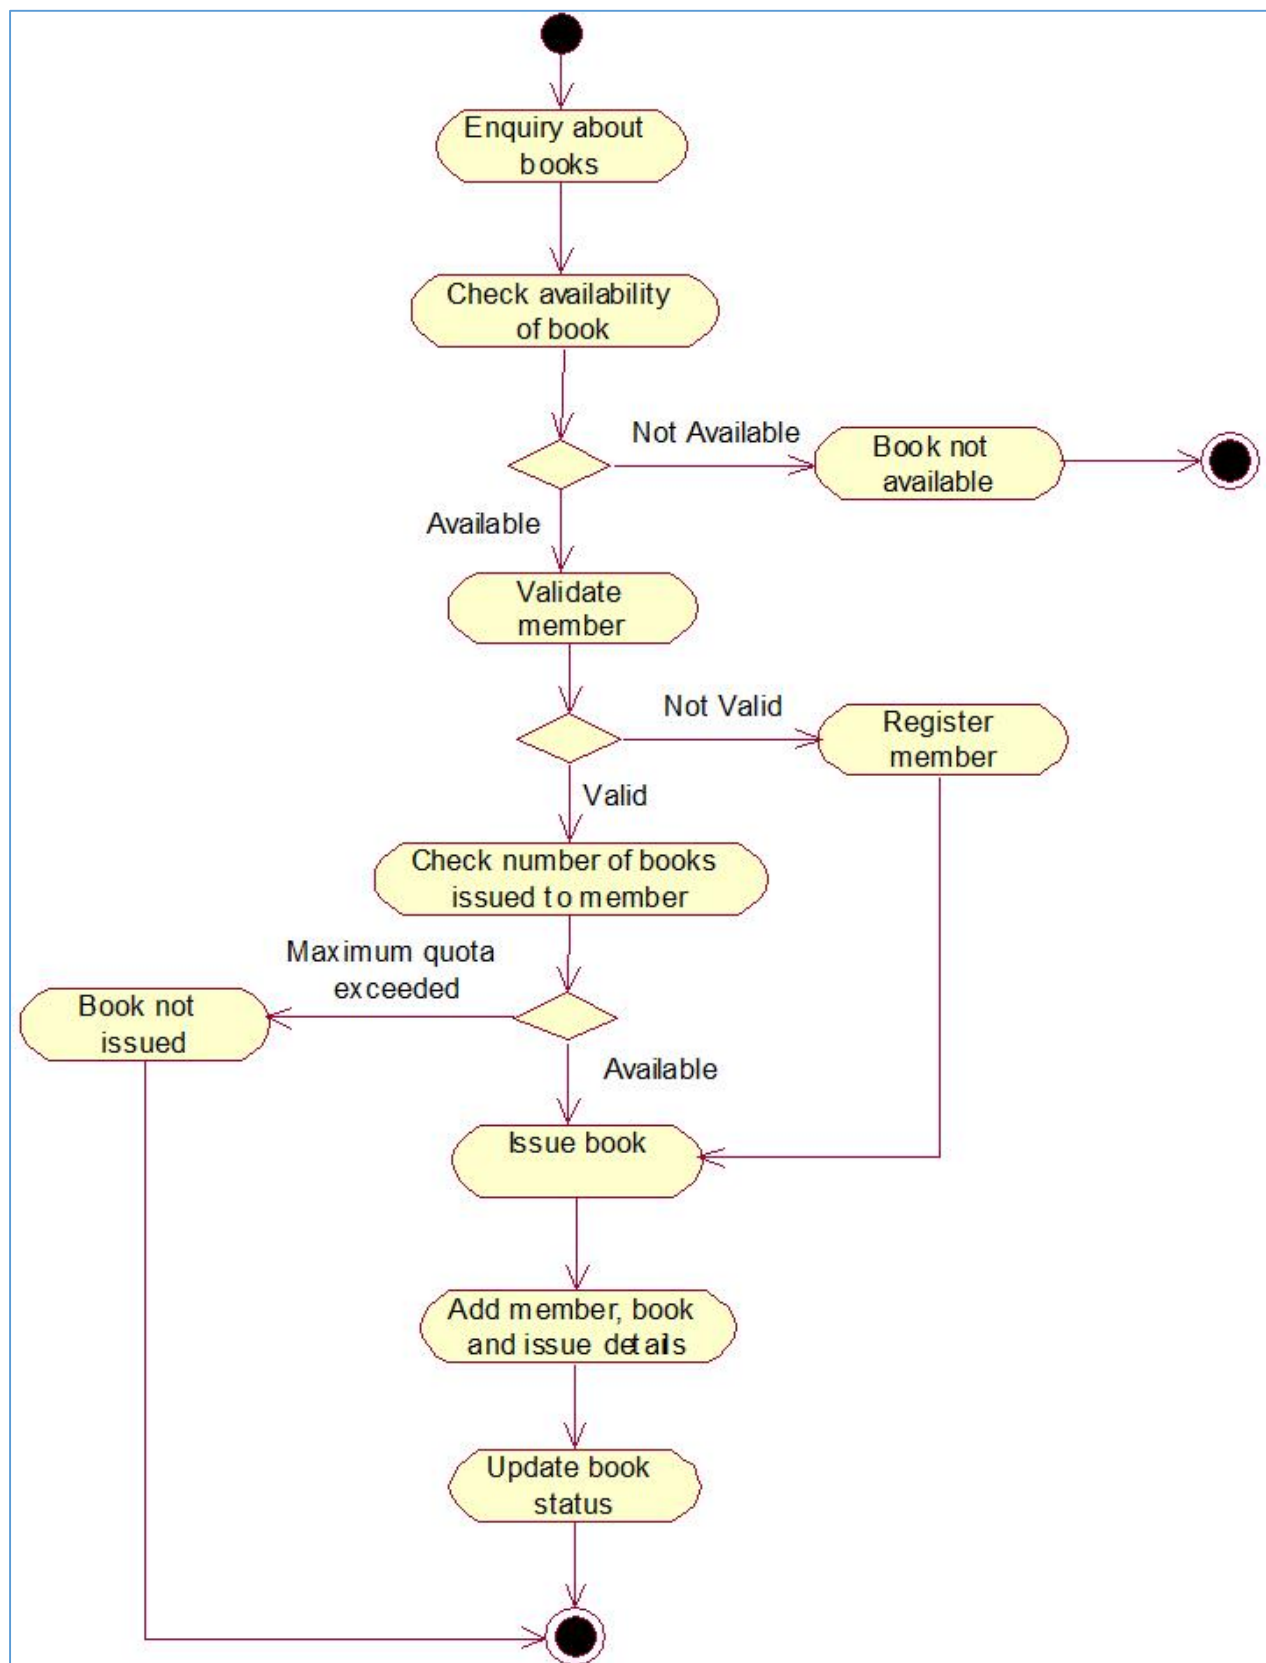 Enquiry about
books
Check availability
of book
Not Available
Book not
available
Available
Validate
member
Not Valid
Register
member
Valid
Check number of books
issued to member
Maximum quota
exceeded
Book not
issued
Available
Issue book
Add member, book
and issue details
Update book
status